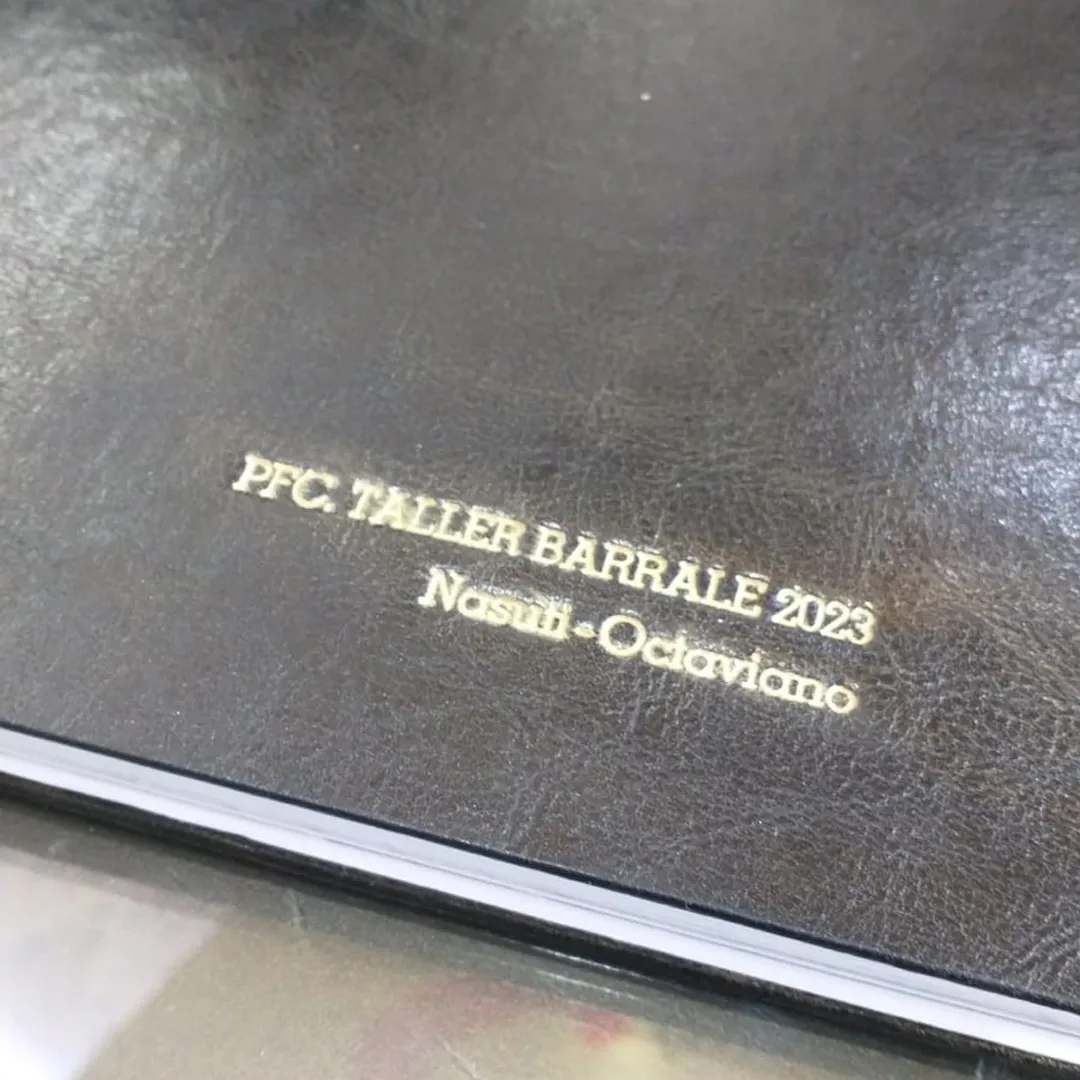 PFC. TALLER BARRALE 2023
Nasuti - Octaviano